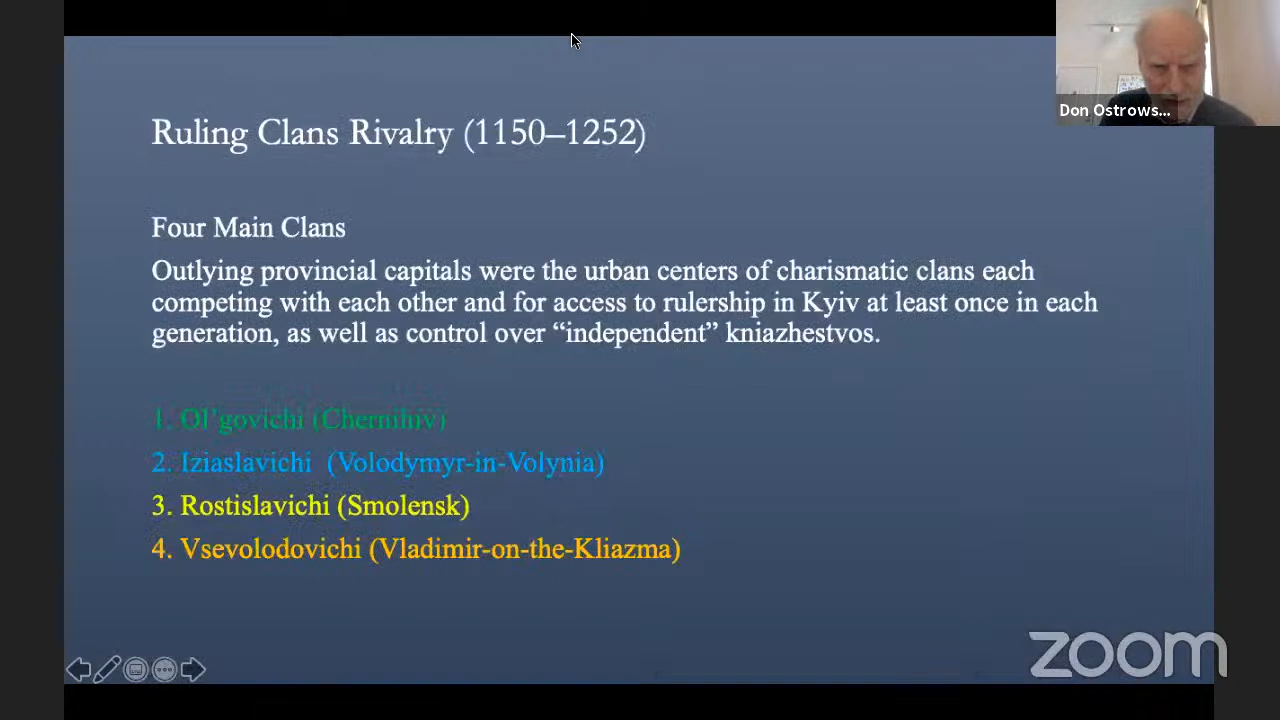 Don Ostrows...
Ruling Clans Rivalry (1150–1252)
Four Main Clans
Outlying provincial capitals were the urban centers of charismatic clans each
competing with each other and for access to rulership in Kyiv at least once in each
generation, as well as control over “independent” kniazhestvos.
1. Ol’govichi (Chernihiv)
2. Iziaslavichi (Volodymyr-in-Volynia)
3. Rostislavichi (Smolensk)
4. Vsevolodovichi (Vladimir-on-the-Kliazma)
zoom